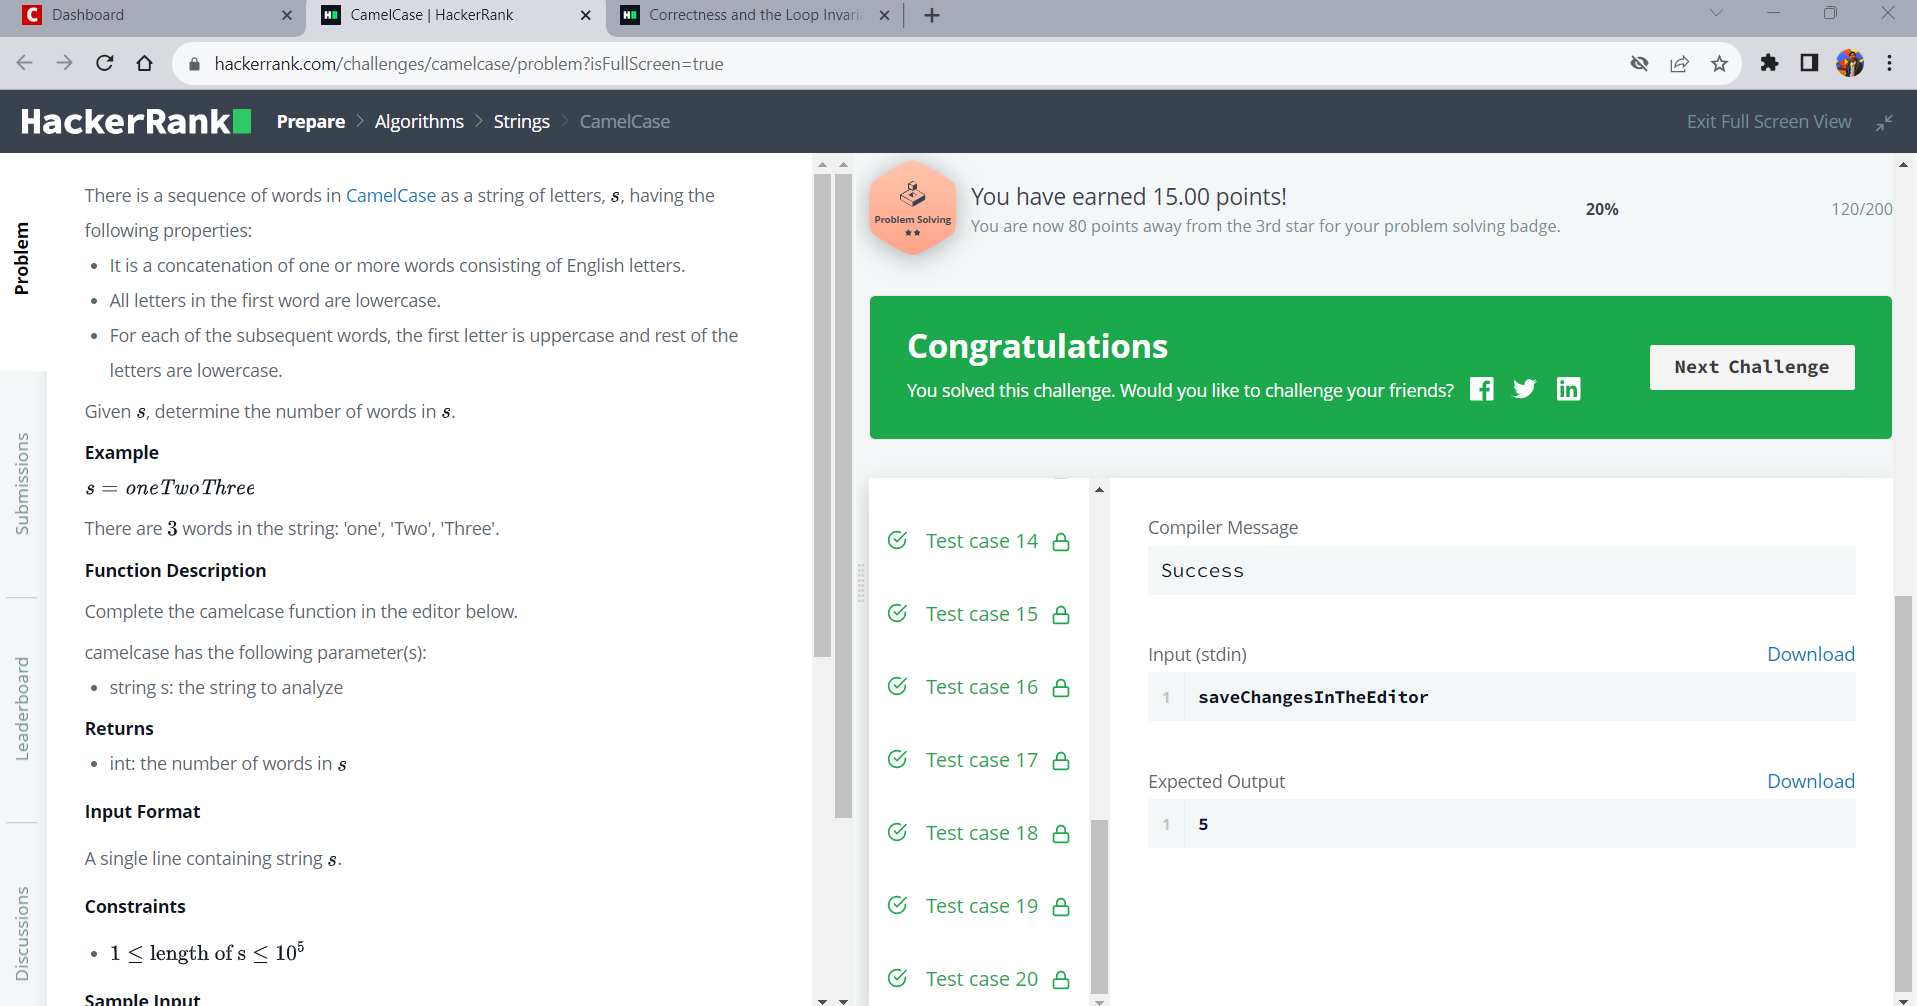 Dashboard
CamelCase | HackerRank
Correctness and the Loop Invaria
hackerrank.com/challenges/camelcase/problem?isFullScreen=true
HackerRank
Prepare > Algorithms > Strings > CamelCase
Exit Full Screen View
Problem
Submissions
Leaderboard
Discussions
There is a sequence of words in CamelCase as a string of letters, s, having the
following properties:
• It is a concatenation of one or more words consisting of English letters.
• All letters in the first word are lowercase.
• For each of the subsequent words, the first letter is uppercase and rest of the
letters are lowercase.
Given s, determine the number of words in s.
Example
s = oneTwoThree
There are 3 words in the string: 'one', 'Two', 'Three'.
Function Description
Complete the camelcase function in the editor below.
camelcase has the following parameter(s):
• string s: the string to analyze
Returns
• int: the number of words in s
Input Format
A single line containing string s.
Constraints
• 1 ≤ length of s ≤ 10⁵
Sample Input
Problem Solving
You have earned 15.00 points!
You are now 80 points away from the 3rd star for your problem solving badge.
20%
120/200
Congratulations
You solved this challenge. Would you like to challenge your friends?
Next Challenge
Test case 14
Test case 15
Test case 16
Test case 17
Test case 18
Test case 19
Test case 20
Compiler Message
Success
Input (stdin)
Download
1 saveChangesInTheEditor
Expected Output
Download
1 5